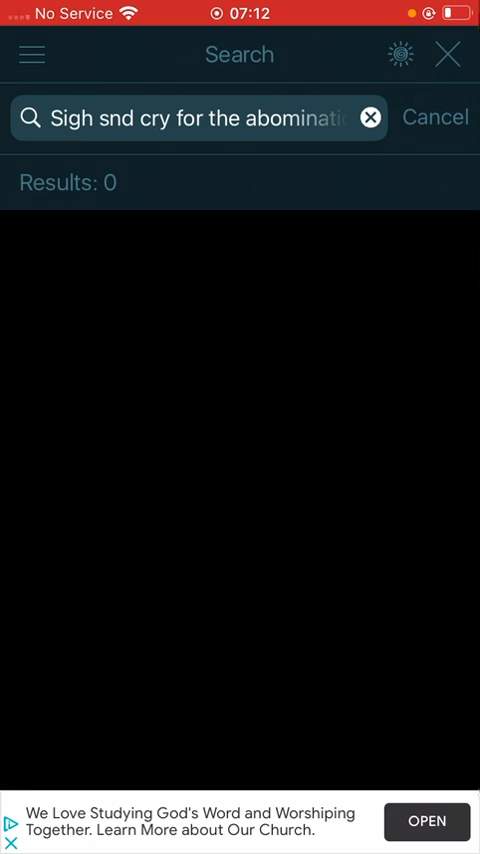 No Service 07:12
Search
Sigh snd cry for the abominati
Cancel
Results: 0
We Love Studying God's Word and Worshiping
Together. Learn More about Our Church.
OPEN